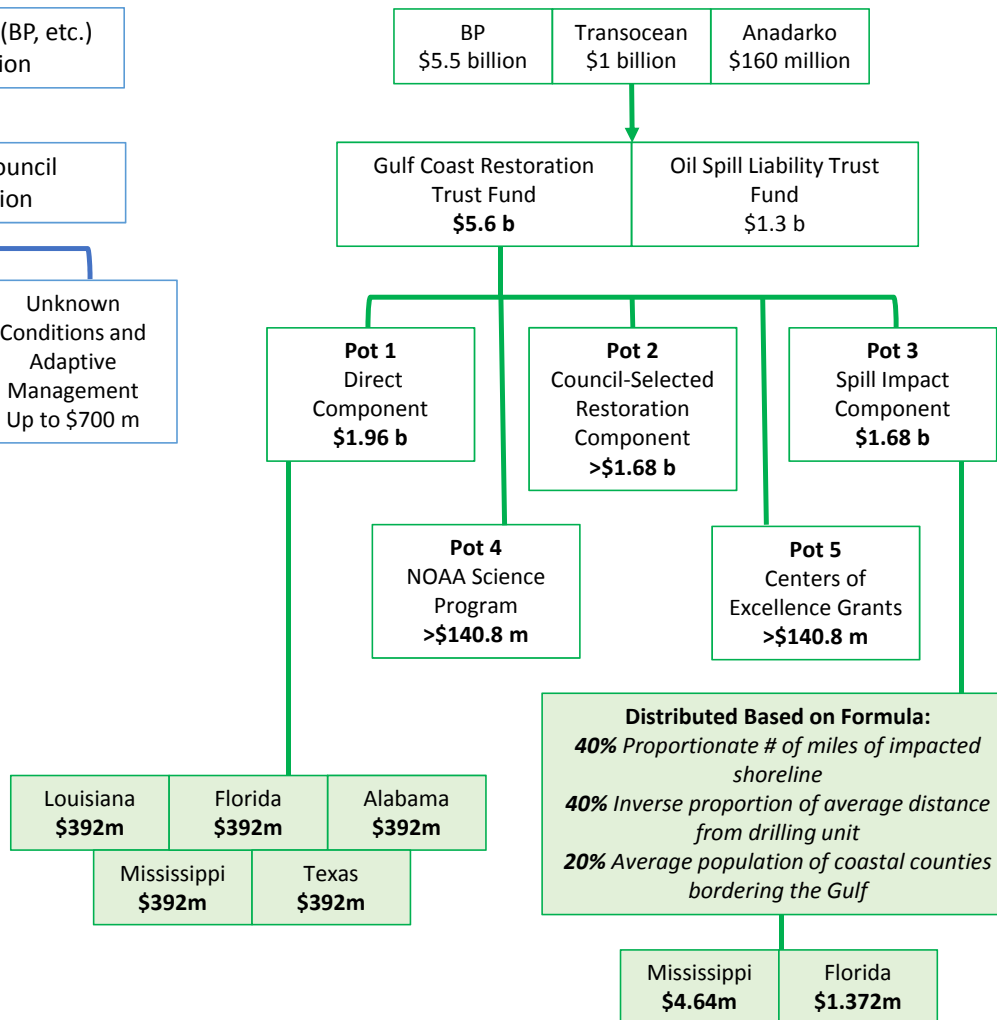 (BP, etc.)
BP
$5.5 billion
Transocean
$1 billion
Anadarko
$160 million
Gulf Coast Restoration
Trust Fund
$5.6 b
Oil Spill Liability Trust
Fund
$1.3 b
Unknown
Conditions and
Adaptive
Management
Up to $700 m
Pot 1
Direct
Component
$1.96 b
Pot 2
Council-Selected
Restoration
Component
>$1.68 b
Pot 3
Spill Impact
Component
$1.68 b
Pot 4
NOAA Science
Program
>$140.8 m
Pot 5
Centers of
Excellence Grants
>$140.8 m
Distributed Based on Formula:
40% Proportionate # of miles of impacted
shoreline
40% Inverse proportion of average distance
from drilling unit
20% Average population of coastal counties
bordering the Gulf
Louisiana
$392m
Florida
$392m
Alabama
$392m
Mississippi
$392m
Texas
$392m
Mississippi
$4.64m
Florida
$1.372m